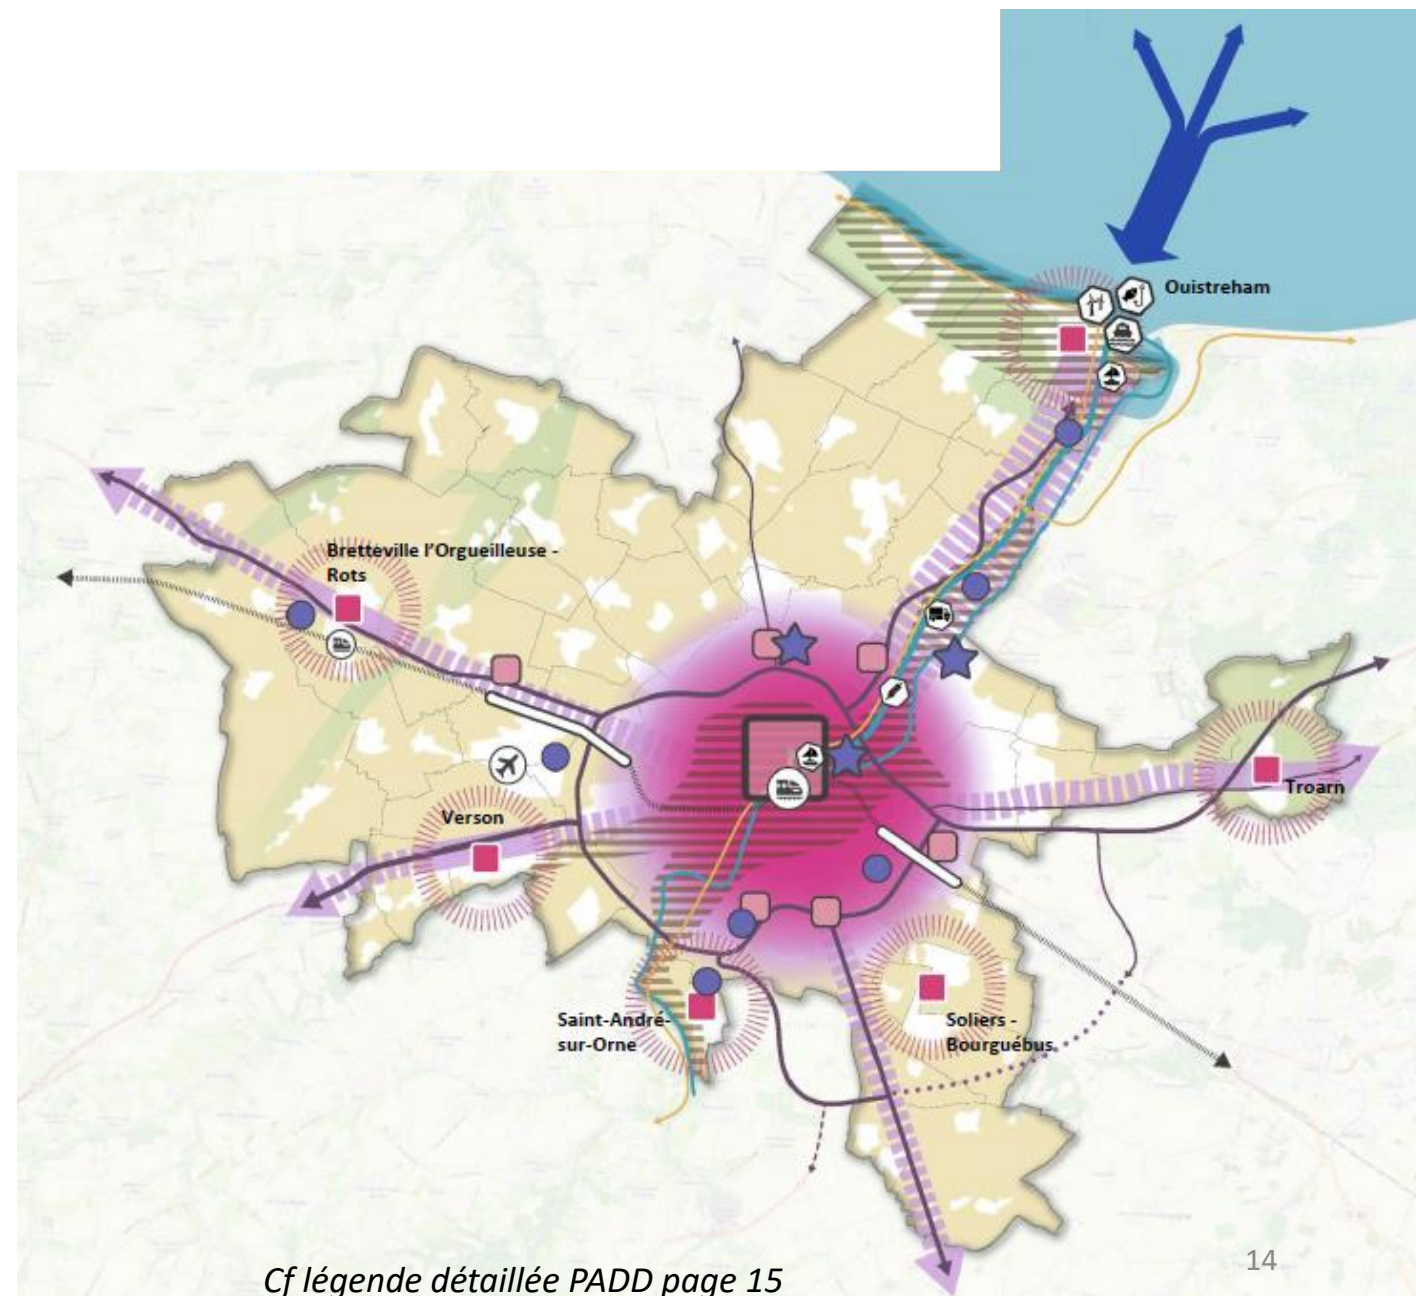 Ouistreham
Bretteville l'Orgueilleuse -
Rots
Verson
Troarn
Saint-André-
sur-Orne
Soliers -
Bourguébus
14
Cf légende détaillée PADD page 15